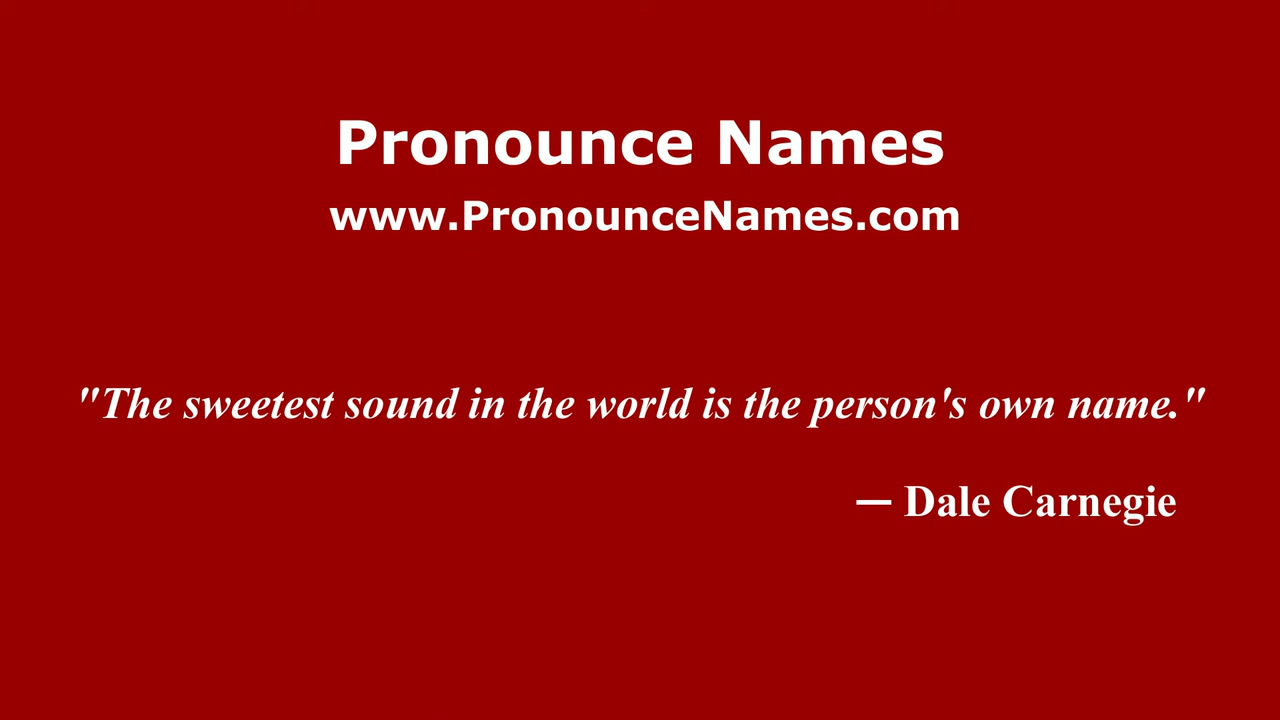 Pronounce Names
www.PronounceNames.com
"The sweetest sound in the world is the person's own name."
— Dale Carnegie